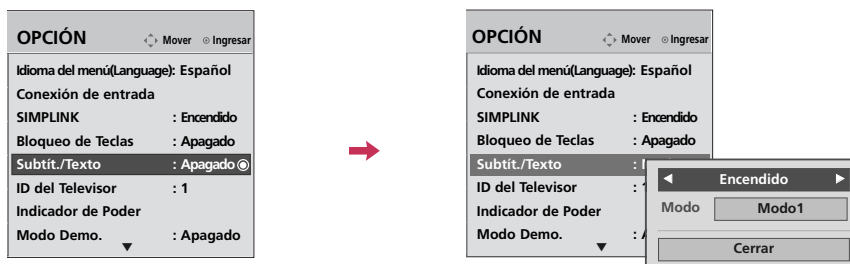 OPCIÓN Mover Ingresar
Idioma del menú(Language): Español
Conexión de entrada
SIMPLINK : Encendido
Bloqueo de Teclas : Apagado
Subtít./Texto : Apagado
ID del Televisor : 1
Indicador de Poder
Modo Demo. : Apagado
OPCIÓN Mover Ingresar
Idioma del menú(Language): Español
Conexión de entrada
SIMPLINK : Encendido
Bloqueo de Teclas : Apagado
Subtít./Texto :
ID del Televisor :
Indicador de Poder
Modo Demo. :
Encendido
Modo Modo1
Cerrar